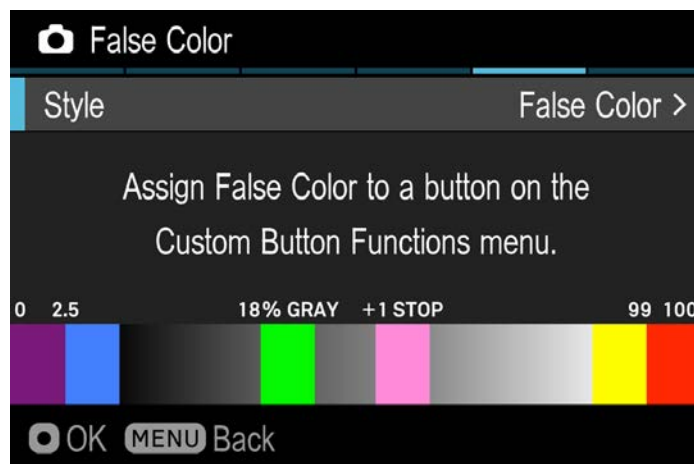 False Color
Style False Color >
Assign False Color to a button on the
Custom Button Functions menu.
0 2.5 18% GRAY +1 STOP 99 100
OK MENU Back